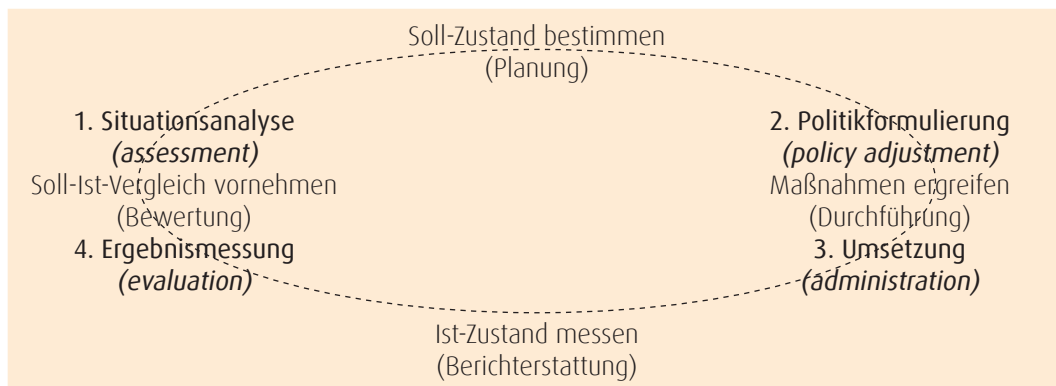 Soll-Zustand bestimmen
(Planung)
1. Situationsanalyse
(assessment)
Soll-Ist-Vergleich vornehmen
(Bewertung)
4. Ergebnismessung
(evaluation)
2. Politikformulierung
(policy adjustment)
Maßnahmen ergreifen
(Durchführung)
3. Umsetzung
(administration)
Ist-Zustand messen
(Berichterstattung)